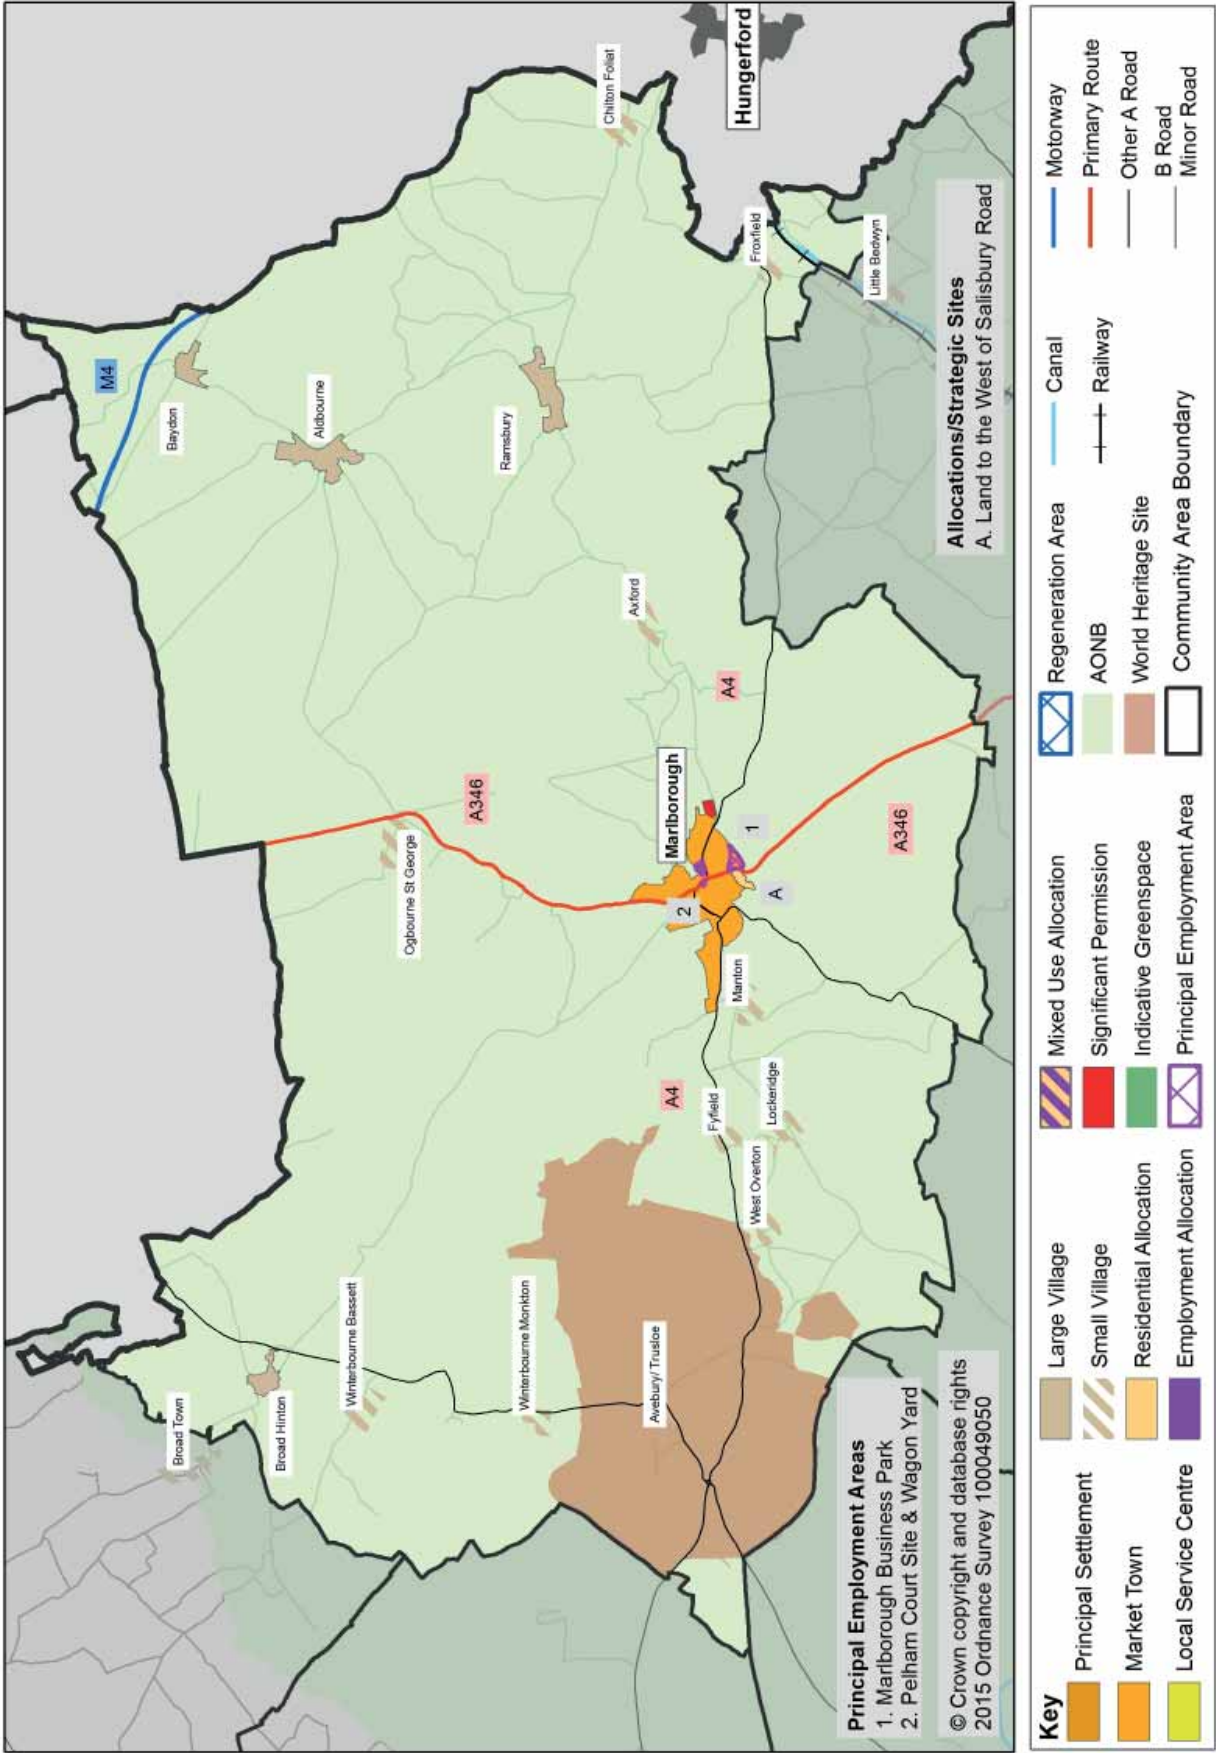 Hungerford
Chilton Foliat
Froxfield
Little Bedwyn
M4
Baydon
Aldbourne
Ramsbury
Axford
A4
Marlborough
A346
A346
Ogbourne St George
1
2
A
Manton
A4
Fyfield
Lockeridge
West Overton
Winterbourne Bassett
Winterbourne Monkton
Avebury/ Trusloe
Broad Town
Broad Hinton
Allocations/Strategic Sites
A. Land to the West of Salisbury Road
Principal Employment Areas
1. Marlborough Business Park
2. Pelham Court Site & Wagon Yard
© Crown copyright and database rights
2015 Ordnance Survey 100049050
Key
Principal Settlement
Market Town
Local Service Centre
Large Village
Small Village
Residential Allocation
Employment Allocation
Mixed Use Allocation
Significant Permission
Indicative Greenspace
Principal Employment Area
Regeneration Area
AONB
World Heritage Site
Community Area Boundary
Canal
Railway
Motorway
Primary Route
Other A Road
B Road
Minor Road